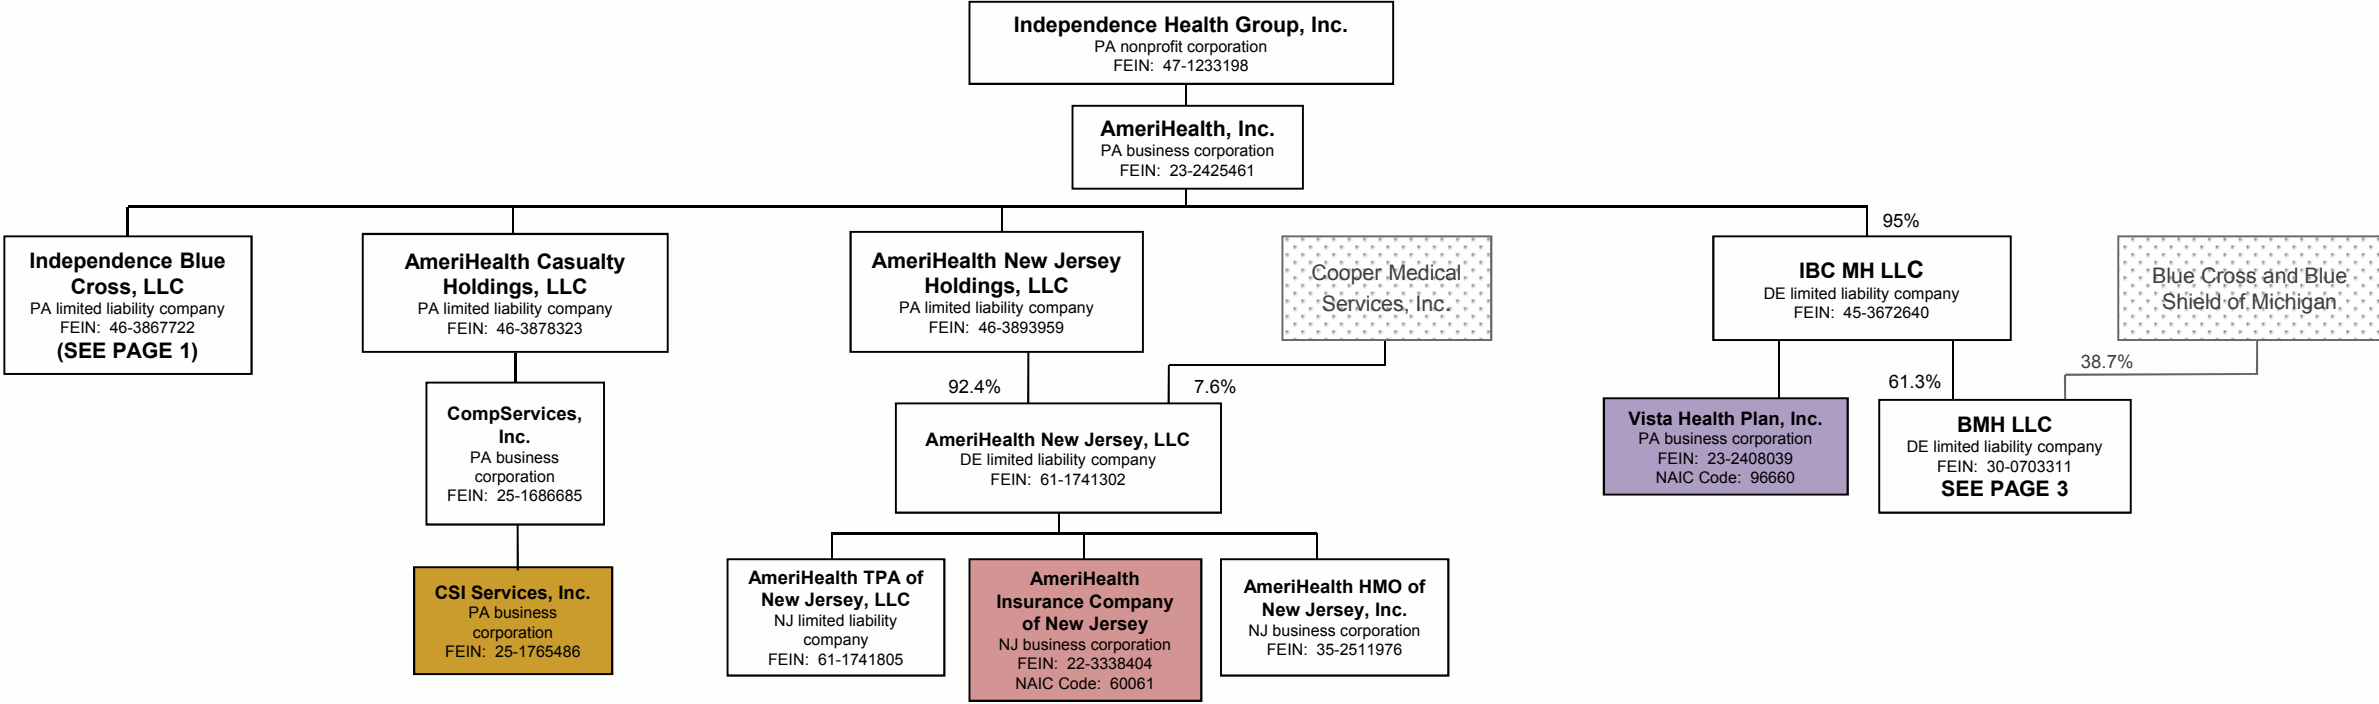 Independence Health Group, Inc.
PA nonprofit corporation
FEIN: 47-1233198
AmeriHealth, Inc.
PA business corporation
FEIN: 23-2425461
95%
Independence Blue
Cross, LLC
PA limited liability company
FEIN: 46-3867722
(SEE PAGE 1)
AmeriHealth Casualty
Holdings, LLC
PA limited liability company
FEIN: 46-3878323
AmeriHealth New Jersey
Holdings, LLC
PA limited liability company
FEIN: 46-3893959
Cooper Medical
Services, Inc.
IBC MH LLC
DE limited liability company
FEIN: 45-3672640
Blue Cross and Blue
Shield of Michigan
92.4%
7.6%
61.3%
38.7%
CompServices,
Inc.
PA business
corporation
FEIN: 25-1686685
AmeriHealth New Jersey, LLC
DE limited liability company
FEIN: 61-1741302
Vista Health Plan, Inc.
PA business corporation
FEIN: 23-2408039
NAIC Code: 96660
BMH LLC
DE limited liability company
FEIN: 30-0703311
SEE PAGE 3
CSI Services, Inc.
PA business
corporation
FEIN: 25-1765486
AmeriHealth TPA of
New Jersey, LLC
NJ limited liability
company
FEIN: 61-1741805
AmeriHealth
Insurance Company
of New Jersey
NJ business corporation
FEIN: 22-3338404
NAIC Code: 60061
AmeriHealth HMO of
New Jersey, Inc.
NJ business corporation
FEIN: 35-2511976